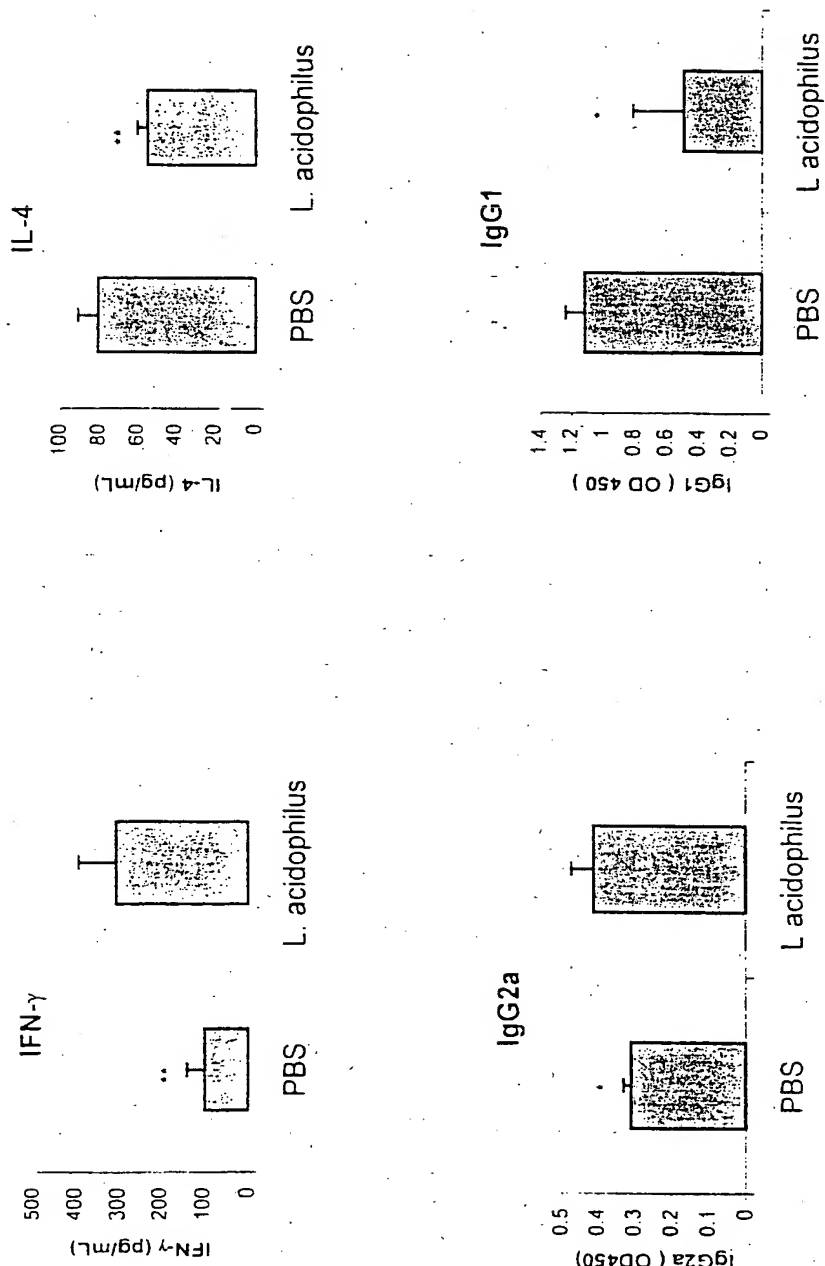 IFN-γ
IFN-γ (pg/mL)
500
400
300
200
100
0
PBS
L. acidophilus
**
IL-4
IL-4 (pg/mL)
100
80
60
40
20
0
PBS
L. acidophilus
**
IgG2a
IgG2a ( OD450)
0.5
0.4
0.3
0.2
0.1
0
PBS
L acidophilus
*
IgG1
IgG1 ( OD 450 )
1.4
1.2
1
0.8
0.6
0.4
0.2
0
PBS
L acidophilus
*